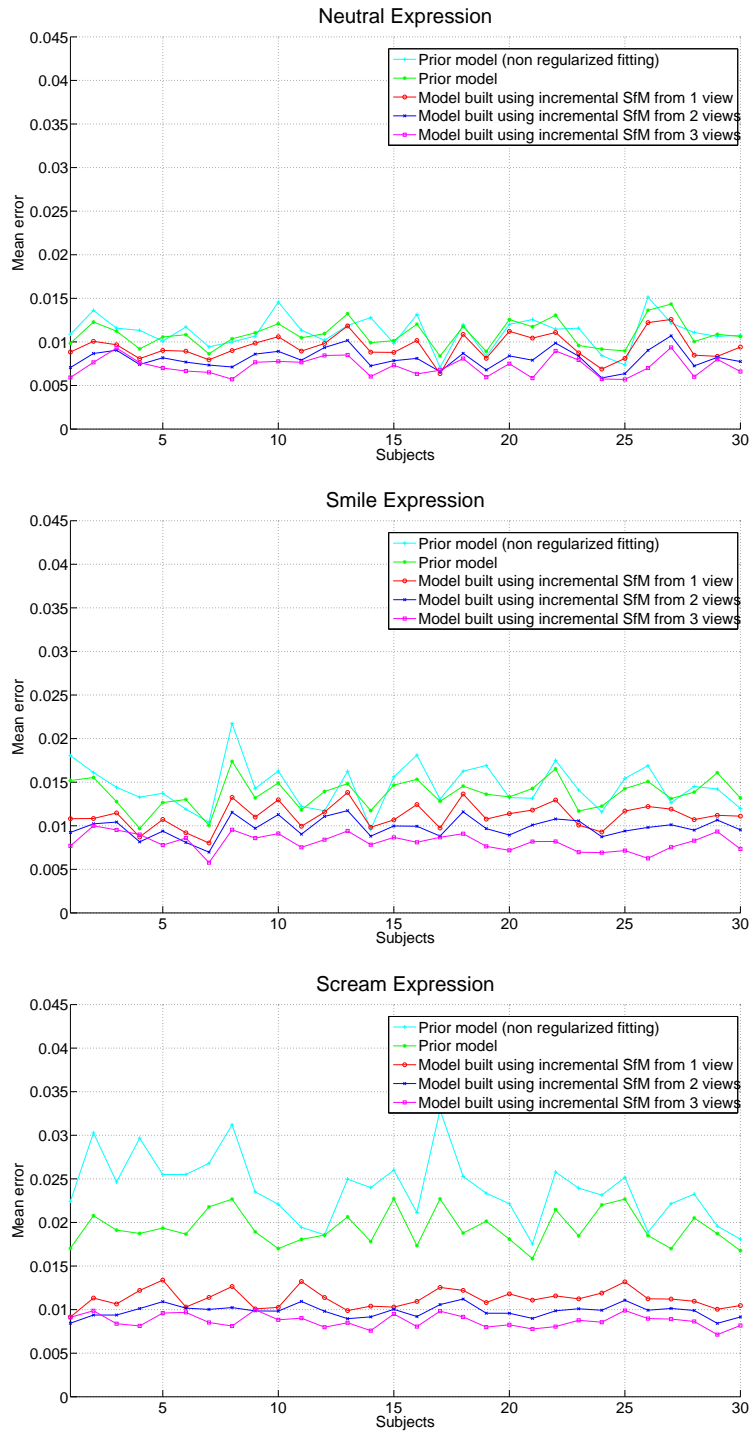 Neutral Expression
0.045
0.04
0.035
0.03
0.025
0.02
0.015
0.01
0.005
0
Mean error
Prior model (non regularized fitting)
Prior model
Model built using incremental SfM from 1 view
Model built using incremental SfM from 2 views
Model built using incremental SfM from 3 views
5 10 15 20 25 30
Subjects
Smile Expression
0.045
0.04
0.035
0.03
0.025
0.02
0.015
0.01
0.005
0
Mean error
Prior model (non regularized fitting)
Prior model
Model built using incremental SfM from 1 view
Model built using incremental SfM from 2 views
Model built using incremental SfM from 3 views
5 10 15 20 25 30
Subjects
Scream Expression
0.045
0.04
0.035
0.03
0.025
0.02
0.015
0.01
0.005
0
Mean error
Prior model (non regularized fitting)
Prior model
Model built using incremental SfM from 1 view
Model built using incremental SfM from 2 views
Model built using incremental SfM from 3 views
5 10 15 20 25 30
Subjects